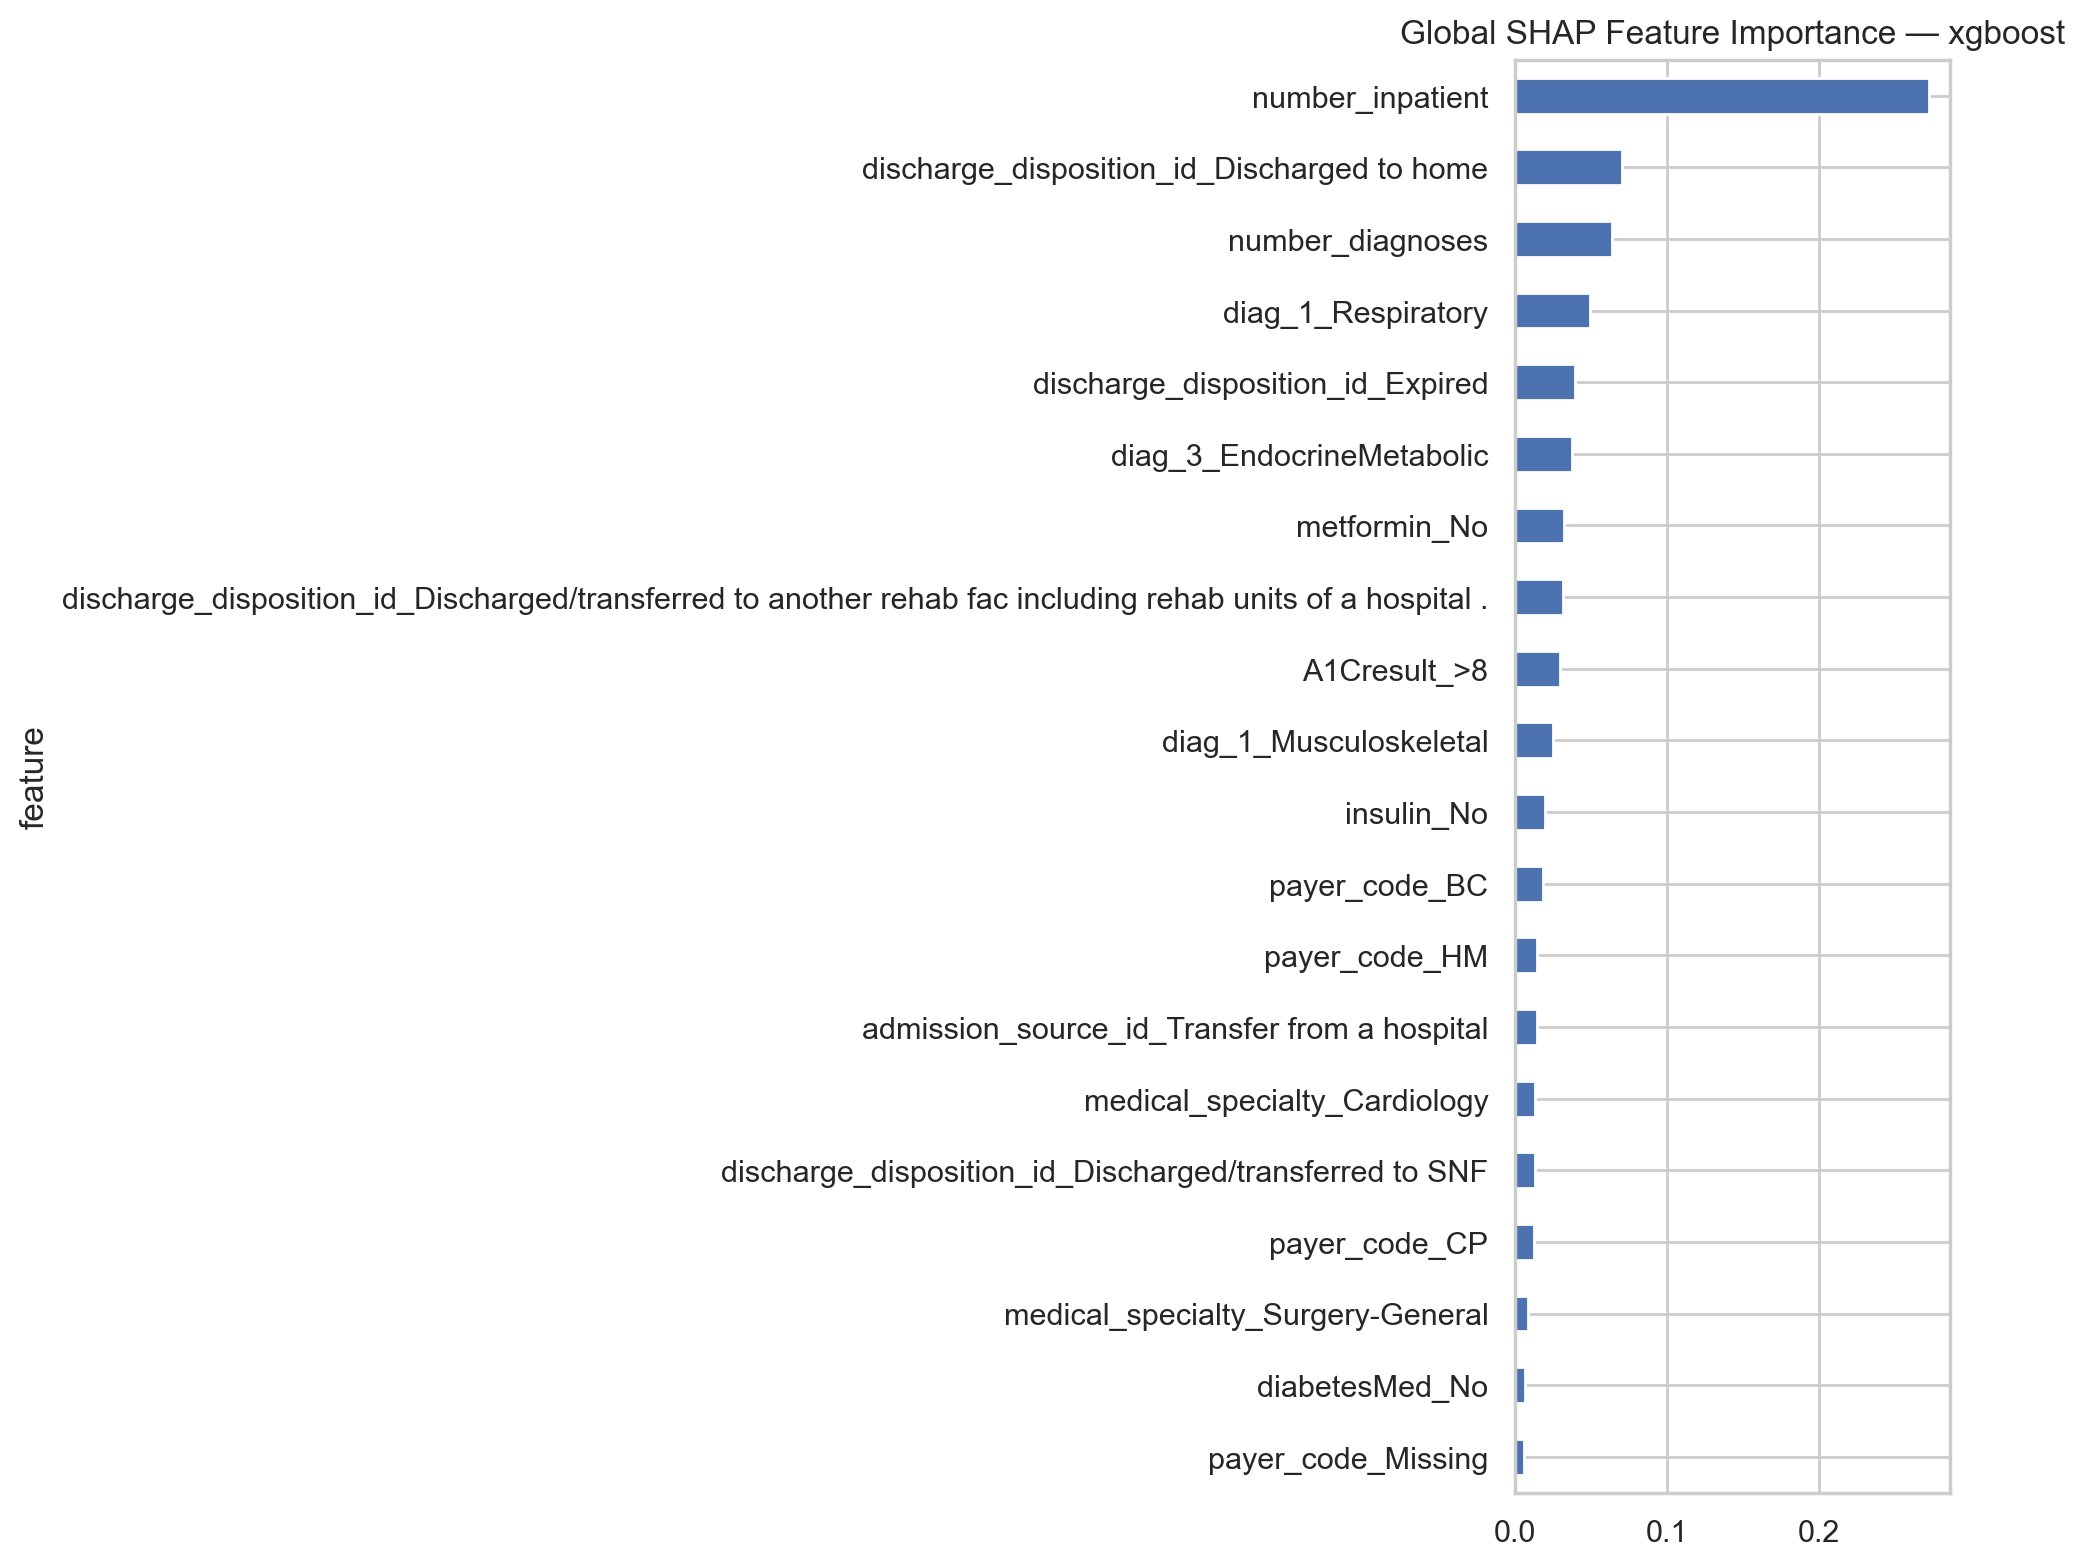 Global SHAP Feature Importance — xgboost
number_inpatient
discharge_disposition_id_Discharged to home
number_diagnoses
diag_1_Respiratory
discharge_disposition_id_Expired
diag_3_EndocrineMetabolic
metformin_No
discharge_disposition_id_Discharged/transferred to another rehab fac including rehab units of a hospital .
A1Cresult_>8
diag_1_Musculoskeletal
insulin_No
payer_code_BC
payer_code_HM
admission_source_id_Transfer from a hospital
medical_specialty_Cardiology
discharge_disposition_id_Discharged/transferred to SNF
payer_code_CP
medical_specialty_Surgery-General
diabetesMed_No
payer_code_Missing
feature
0.0 0.1 0.2